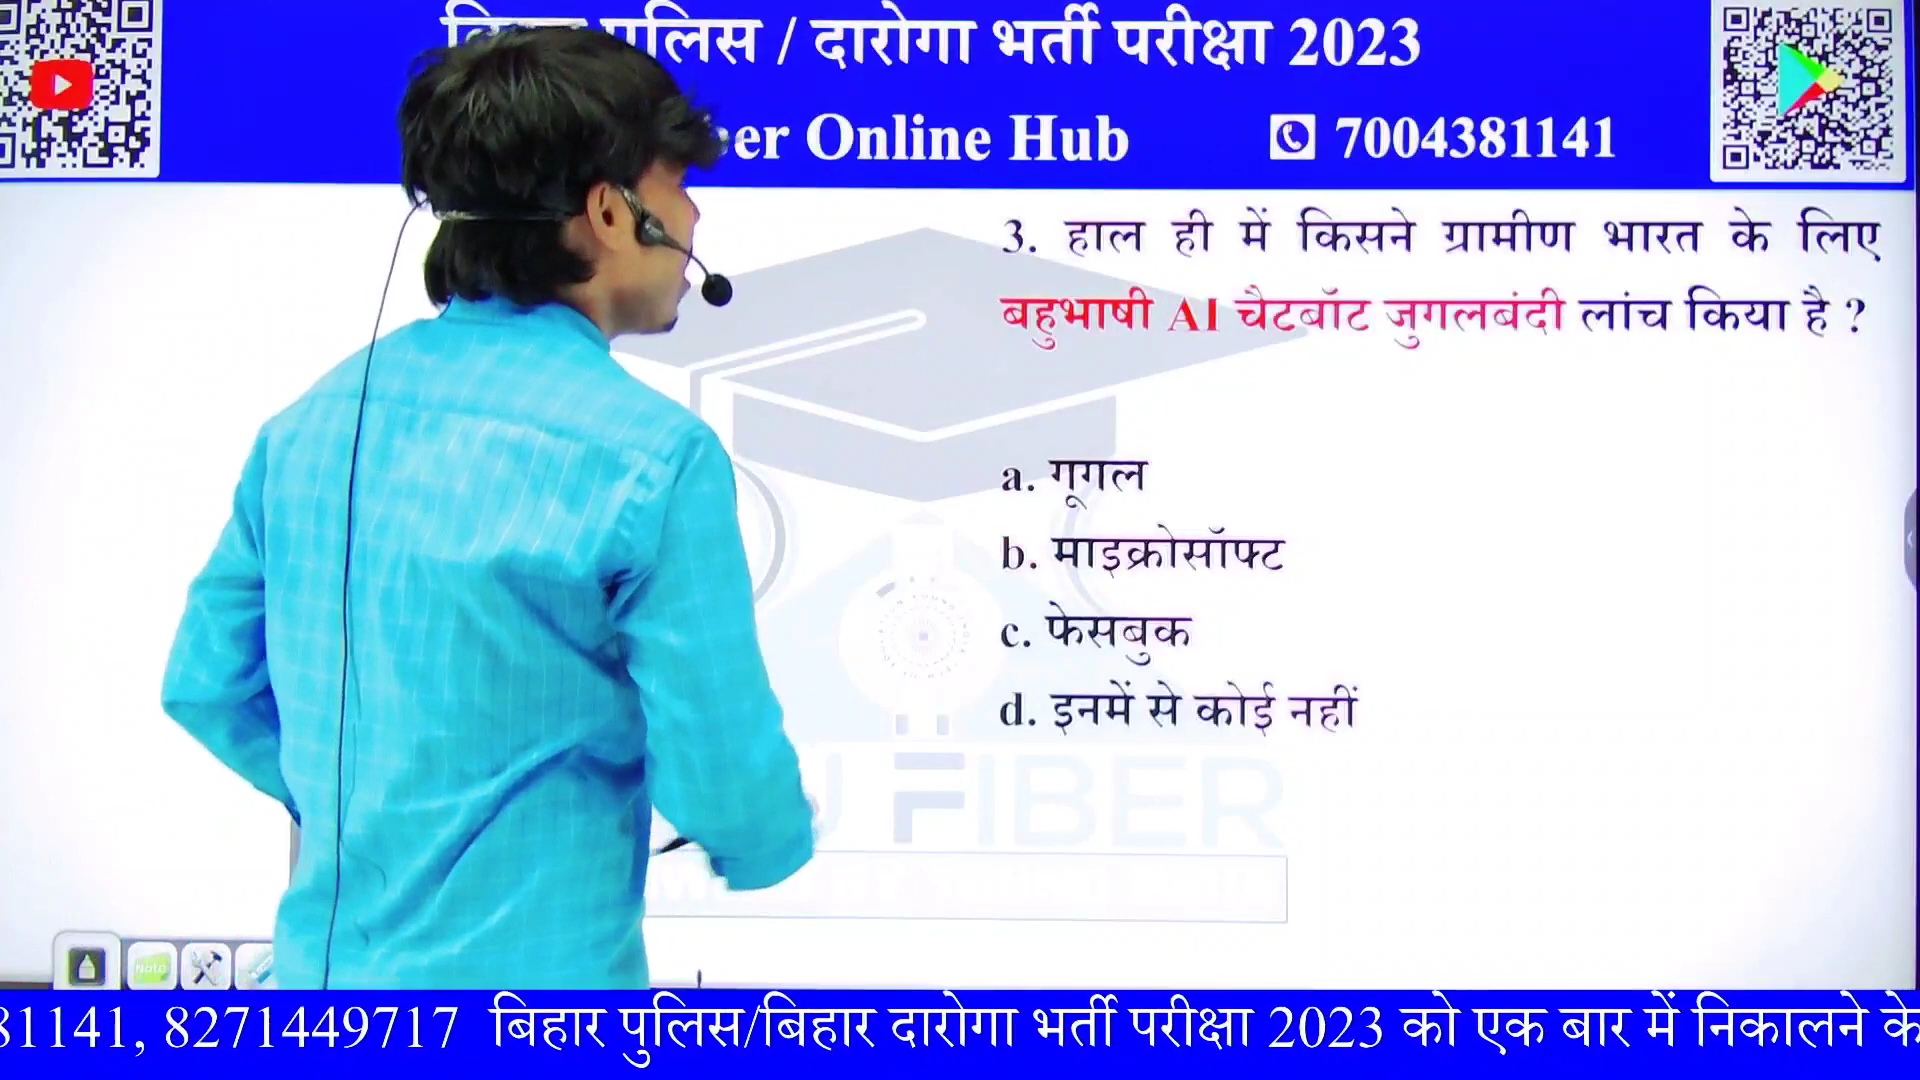 पुलिस / दारोगा भर्ती परीक्षा 2023
er Online Hub
7004381141
3. हाल ही में किसने ग्रामीण भारत के लिए
बहुभाषी AI चैटबॉट जुगलबंदी लांच किया है ?
a. गूगल
b. माइक्रोसॉफ्ट
c. फेसबुक
d. इनमें से कोई नहीं
FIBER
Note
81141, 8271449717 बिहार पुलिस/बिहार दारोगा भर्ती परीक्षा 2023 को एक बार में निकालने के